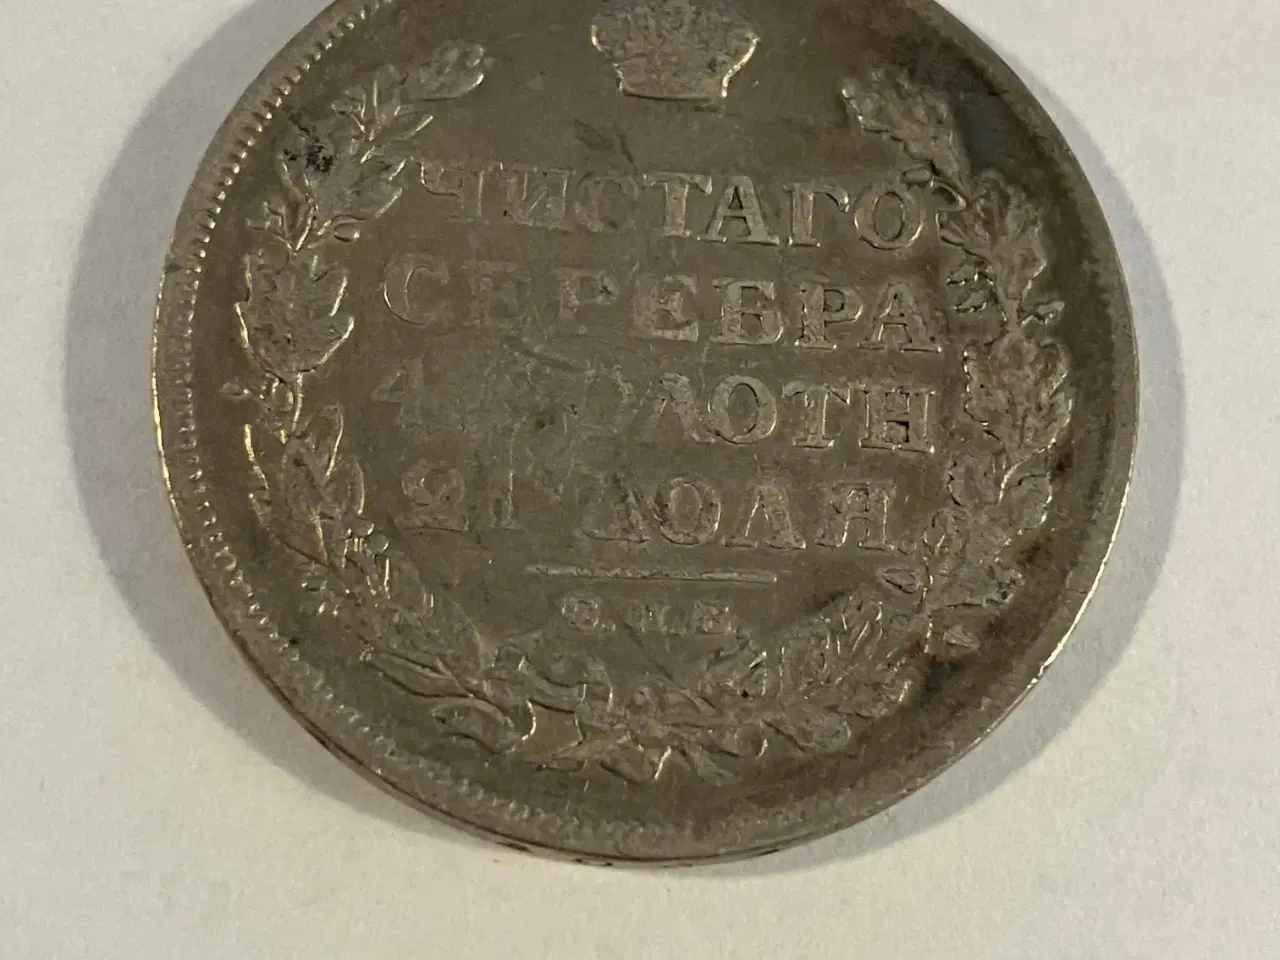 ЧИСТАГО
СЕРЕБРА
4 ЗОЛОТН
21 ДОЛЯ.
С.П.Б.